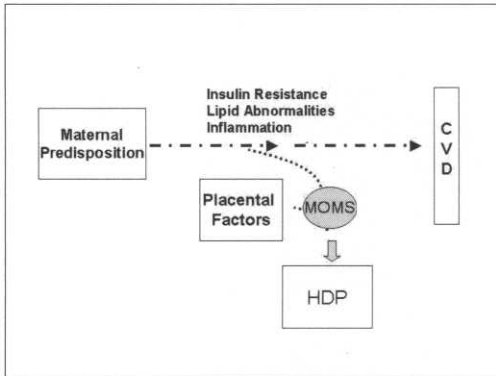 Insulin Resistance
Lipid Abnormalities
Inflammation
Maternal
Predisposition
C
V
D
Placental
Factors
MOMS
HDP